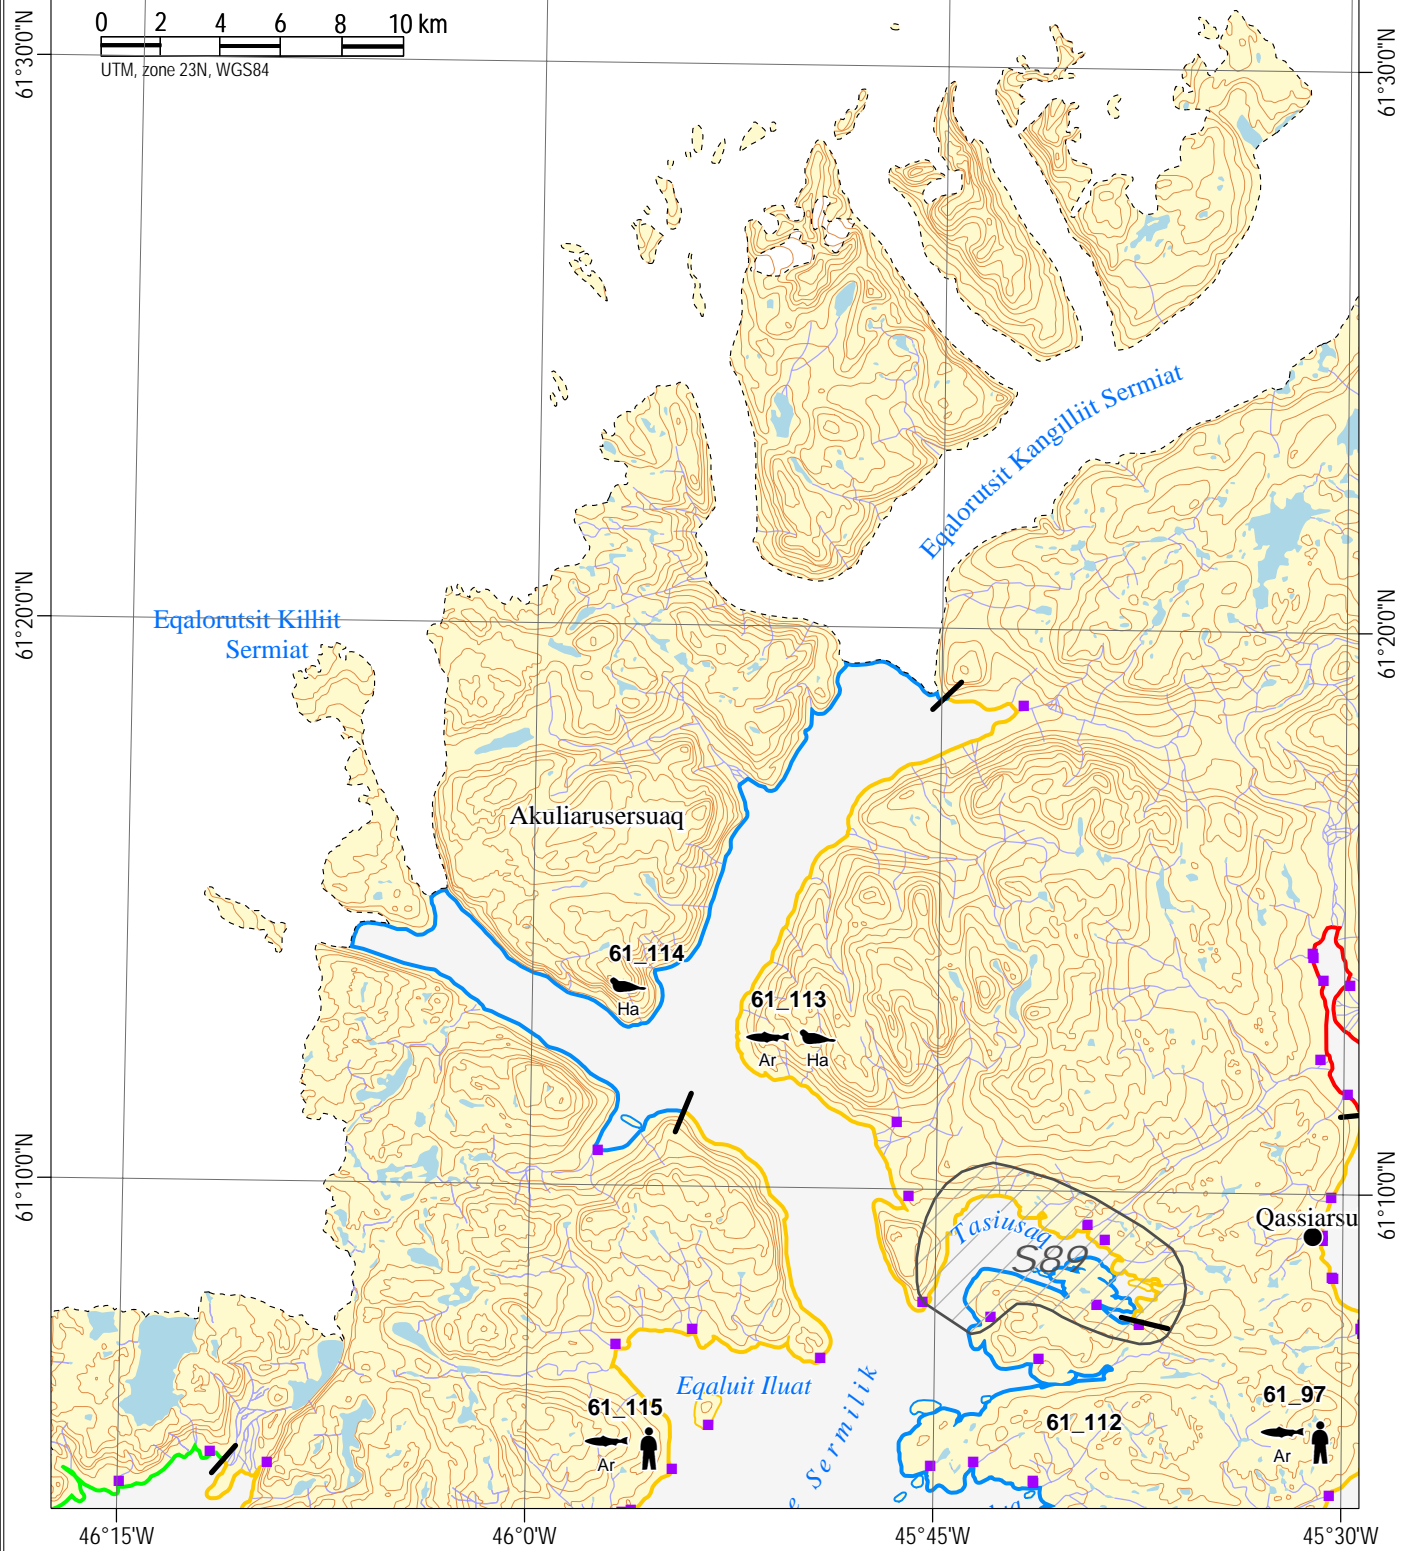 0 2 4 6 8 10 km
UTM, zone 23N, WGS84
61°30'0"N
61°30'0"N
Eqalorutsit Kangilliit Sermiat
61°20'0"N
61°20'0"N
Eqalorutsit Killiit
Sermiat
Akuliarusersuaq
61_114
Ha
61_113
Ar Ha
61°10'0"N
61°10'0"N
Tasiusaq
S89
Qassiarsu
Eqaluit Iluat
e Sermilik
61_115
Ar
61_112
61_97
Ar
46°15'W
46°0'W
45°45'W
45°30'W